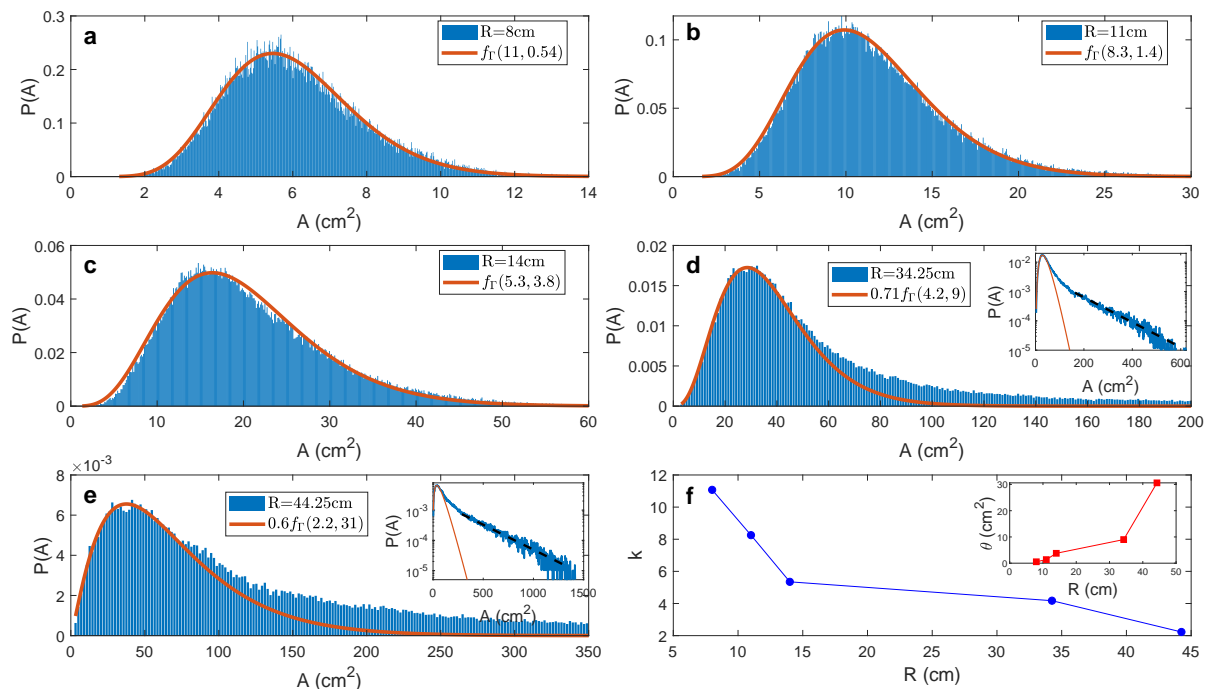 a
R=8cm
f_Γ(11, 0.54)
P(A)
0.3
0.2
0.1
0
0 2 4 6 8 10 12 14
A (cm²)
b
R=11cm
f_Γ(8.3, 1.4)
P(A)
0.1
0.05
0
0 5 10 15 20 25 30
A (cm²)
c
R=14cm
f_Γ(5.3, 3.8)
P(A)
0.06
0.04
0.02
0
0 10 20 30 40 50 60
A (cm²)
d
R=34.25cm
0.71f_Γ(4.2, 9)
P(A)
0.02
0.015
0.01
0.005
0
0 20 40 60 80 100 120 140 160 180 200
A (cm²)
P(A)
10⁻²
10⁻³
10⁻⁴
10⁻⁵
0 200 400 600
A (cm²)
e
×10⁻³
R=44.25cm
0.6f_Γ(2.2, 31)
P(A)
8
6
4
2
0
0 50 100 150 200 250 300 350
A (cm²)
P(A)
10⁻³
10⁻⁴
10⁻⁵
0 500 1000 1500
A (cm²)
f
k
12
10
8
6
4
2
5 10 15 20 25 30 35 40 45
R (cm)
θ (cm²)
30
20
10
0
0 10 20 30 40 50
R (cm)